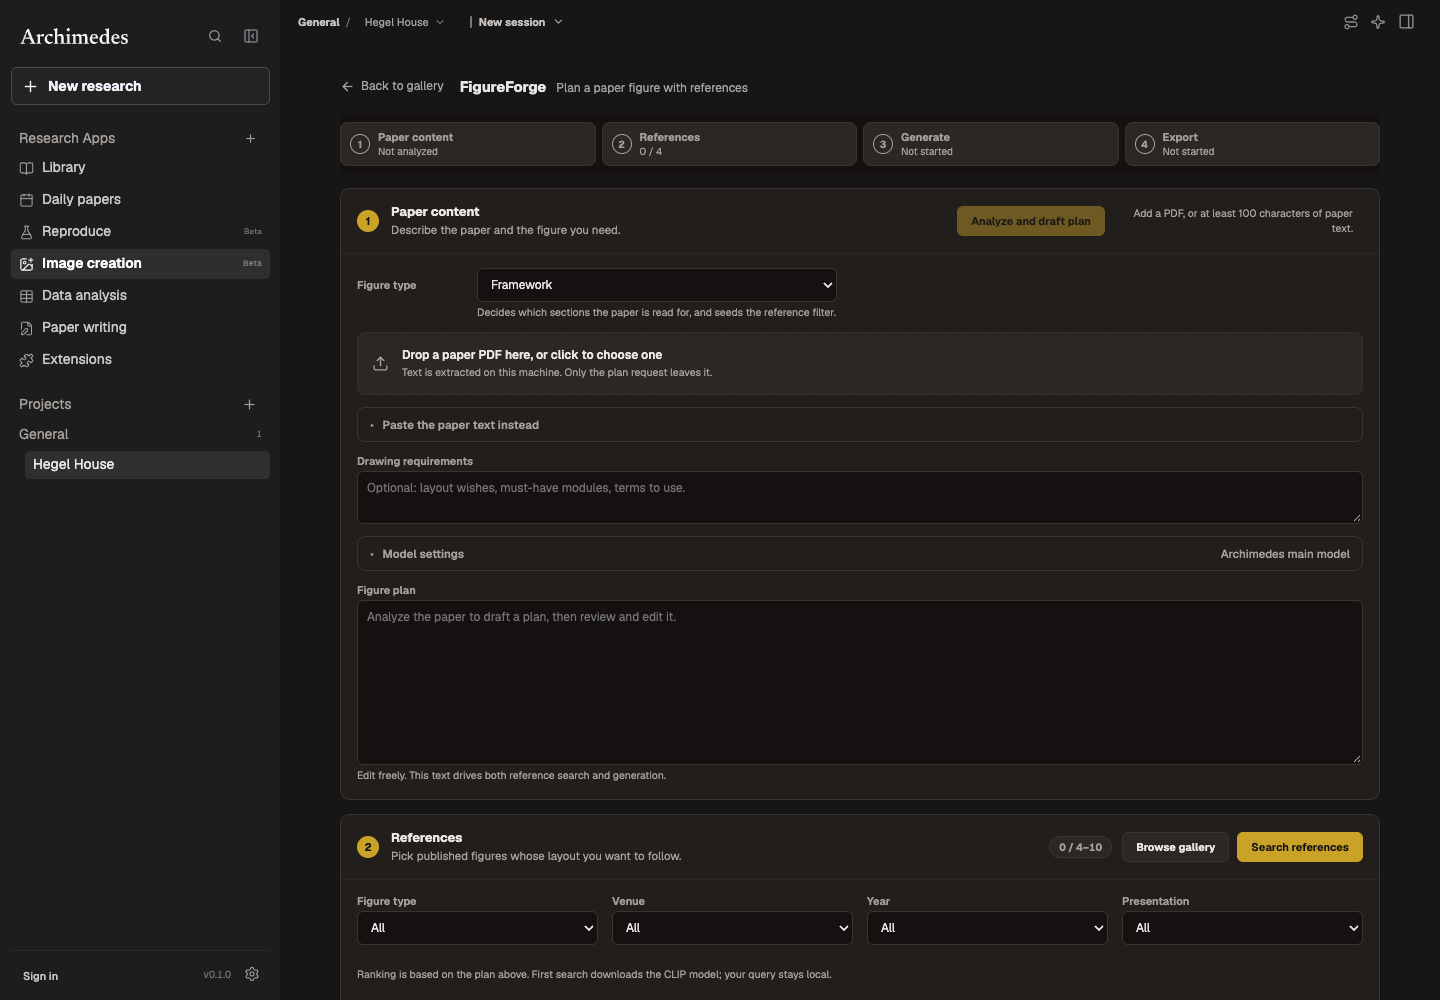 Archimedes
New research
Research Apps
Library
Daily papers
Reproduce Beta
Image creation Beta
Data analysis
Paper writing
Extensions
Projects
General 1
Hegel House
Sign in v0.1.0
General / Hegel House | New session
Back to gallery FigureForge Plan a paper figure with references
1 Paper content
Not analyzed
2 References
0 / 4
3 Generate
Not started
4 Export
Not started
1 Paper content
Describe the paper and the figure you need.
Analyze and draft plan
Add a PDF, or at least 100 characters of paper
text.
Figure type Framework
Decides which sections the paper is read for, and seeds the reference filter.
Drop a paper PDF here, or click to choose one
Text is extracted on this machine. Only the plan request leaves it.
Paste the paper text instead
Drawing requirements
Optional: layout wishes, must-have modules, terms to use.
Model settings Archimedes main model
Figure plan
Analyze the paper to draft a plan, then review and edit it.
Edit freely. This text drives both reference search and generation.
2 References
Pick published figures whose layout you want to follow.
0 / 4–10 Browse gallery Search references
Figure type Venue Year Presentation
All All All All
Ranking is based on the plan above. First search downloads the CLIP model; your query stays local.